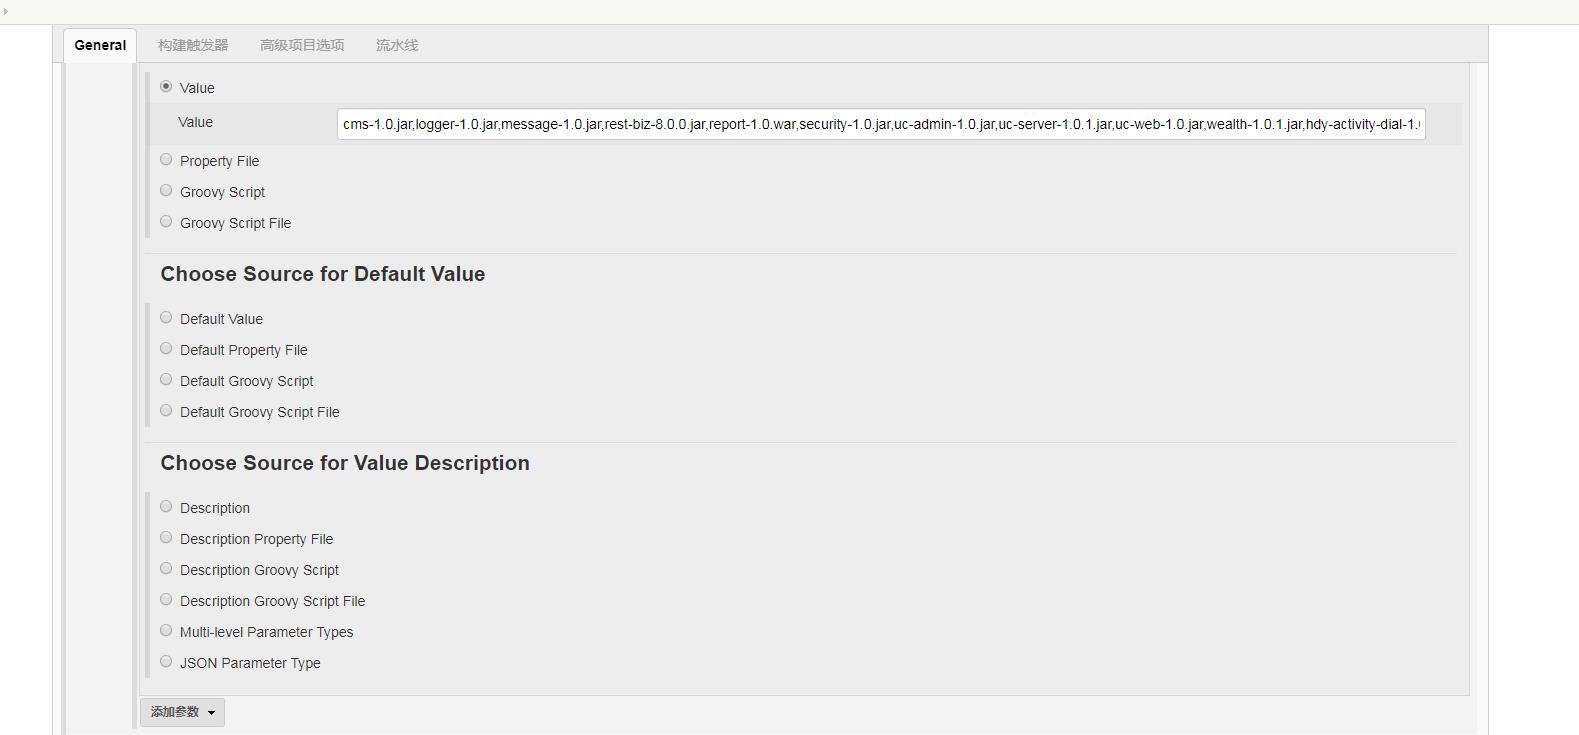 General 构建触发器 高级项目选项 流水线
Value
Value cms-1.0.jar,logger-1.0.jar,message-1.0.jar,rest-biz-8.0.0.jar,report-1.0.war,security-1.0.jar,uc-admin-1.0.jar,uc-server-1.0.1.jar,uc-web-1.0.jar,wealth-1.0.1.jar,hdy-activity-dial-1.
Property File
Groovy Script
Groovy Script File
Choose Source for Default Value
Default Value
Default Property File
Default Groovy Script
Default Groovy Script File
Choose Source for Value Description
Description
Description Property File
Description Groovy Script
Description Groovy Script File
Multi-level Parameter Types
JSON Parameter Type
添加参数